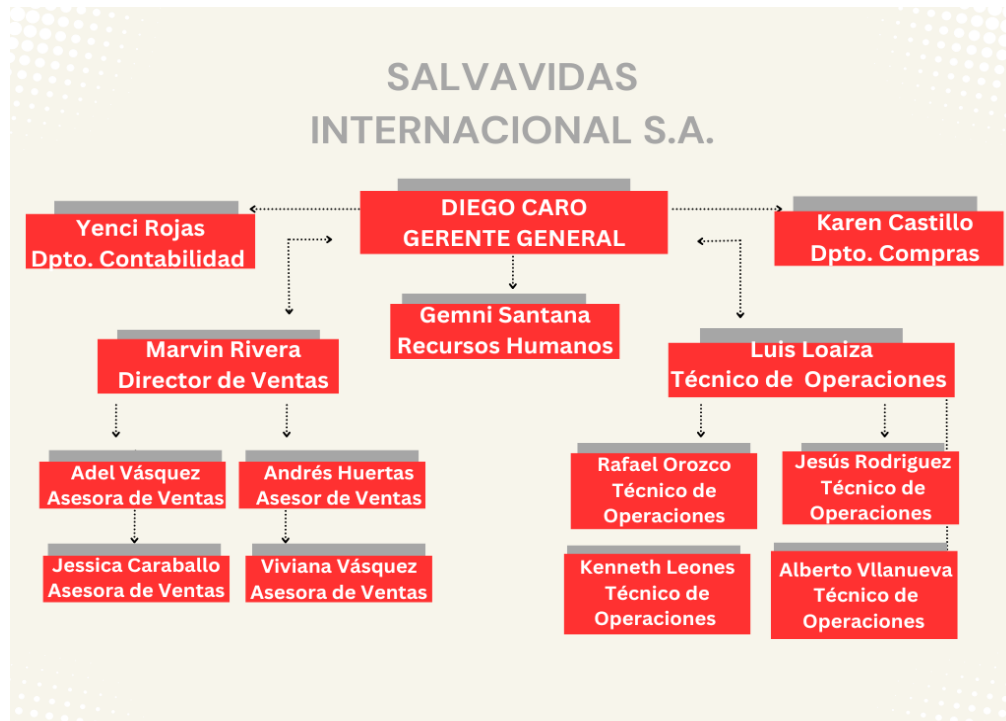 SALVAVIDAS
INTERNACIONAL S.A.
DIEGO CARO
GERENTE GENERAL
Yenci Rojas
Dpto. Contabilidad
Karen Castillo
Dpto. Compras
Gemni Santana
Recursos Humanos
Marvin Rivera
Director de Ventas
Luis Loaiza
Técnico de Operaciones
Adel Vásquez
Asesora de Ventas
Andrés Huertas
Asesor de Ventas
Jessica Caraballo
Asesora de Ventas
Viviana Vásquez
Asesora de Ventas
Rafael Orozco
Técnico de
Operaciones
Jesús Rodriguez
Técnico de
Operaciones
Kenneth Leones
Técnico de
Operaciones
Alberto Vllanueva
Técnico de
Operaciones